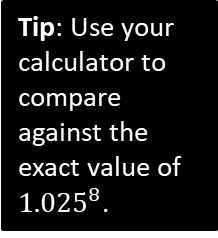 Tip: Use your
calculator to
compare
against the
exact value of
1.025⁸.